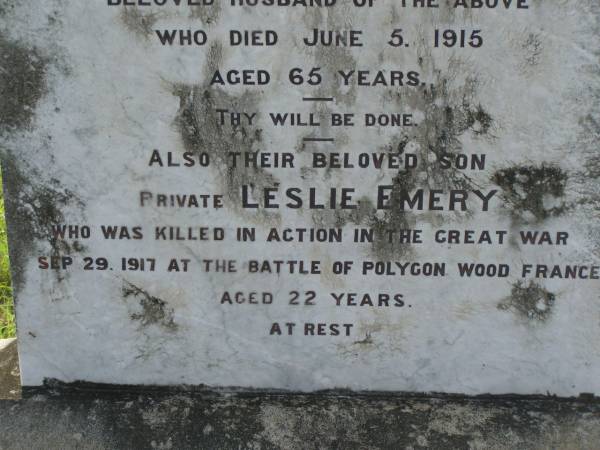 BELOVED HUSBAND OF THE ABOVE
WHO DIED JUNE 5. 1915
AGED 65 YEARS.
THY WILL BE DONE.
ALSO THEIR BELOVED SON
PRIVATE LESLIE EMERY
WHO WAS KILLED IN ACTION IN THE GREAT WAR
SEP 29. 1917 AT THE BATTLE OF POLYGON WOOD FRANCE
AGED 22 YEARS.
AT REST